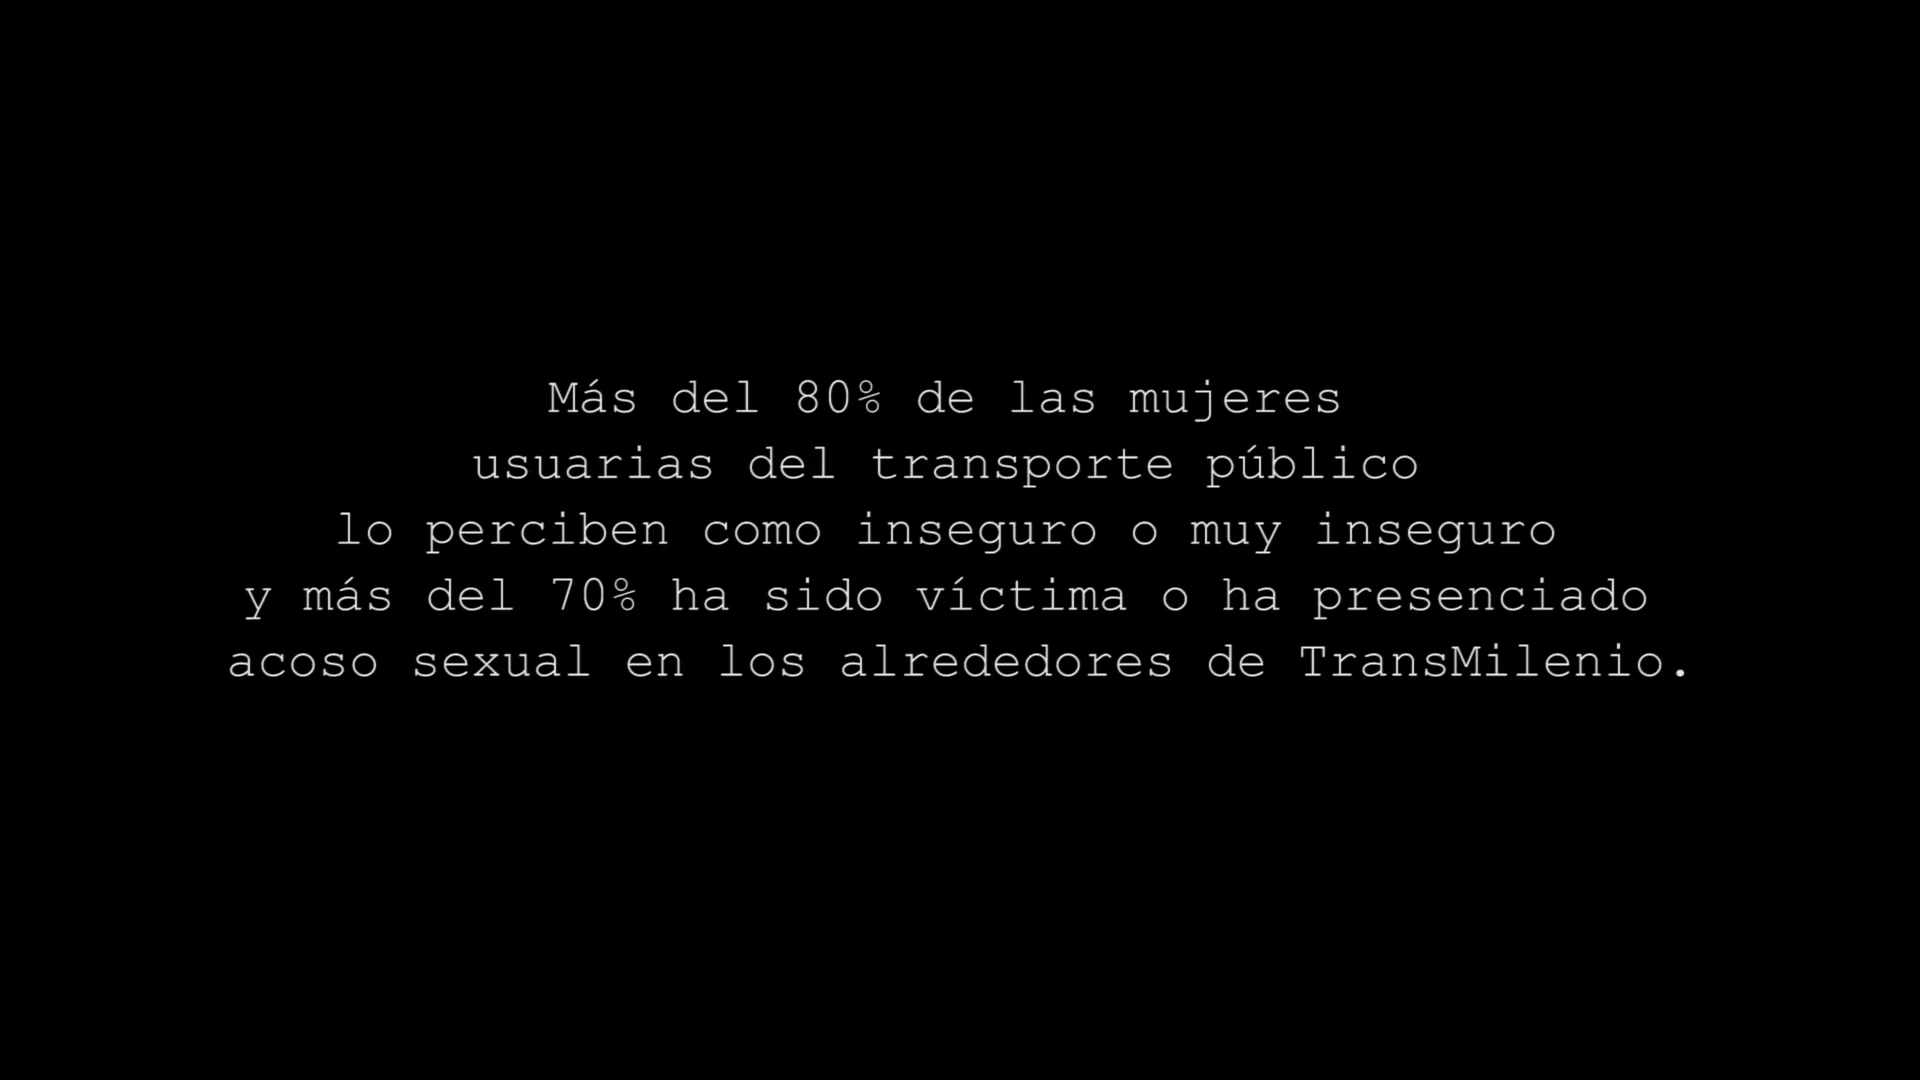 Más del 80% de las mujeres
usuarias del transporte público
lo perciben como inseguro o muy inseguro
y más del 70% ha sido víctima o ha presenciado
acoso sexual en los alrededores de TransMilenio.